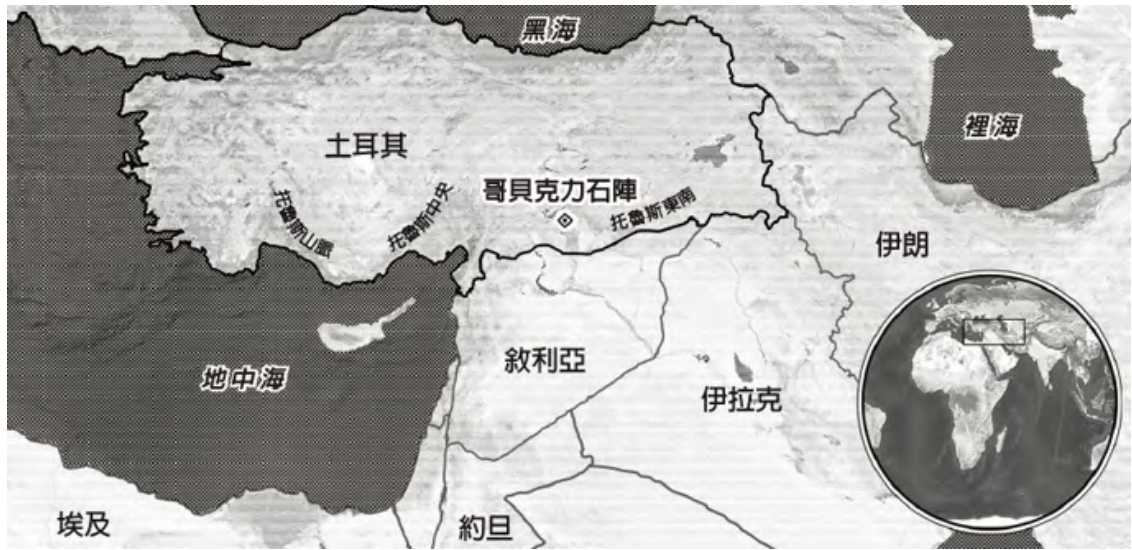 黑海
裡海
土耳其
哥貝克力石陣
托魯斯山脈
托魯斯中央
托魯斯東南
伊朗
敘利亞
地中海
伊拉克
埃及
約旦